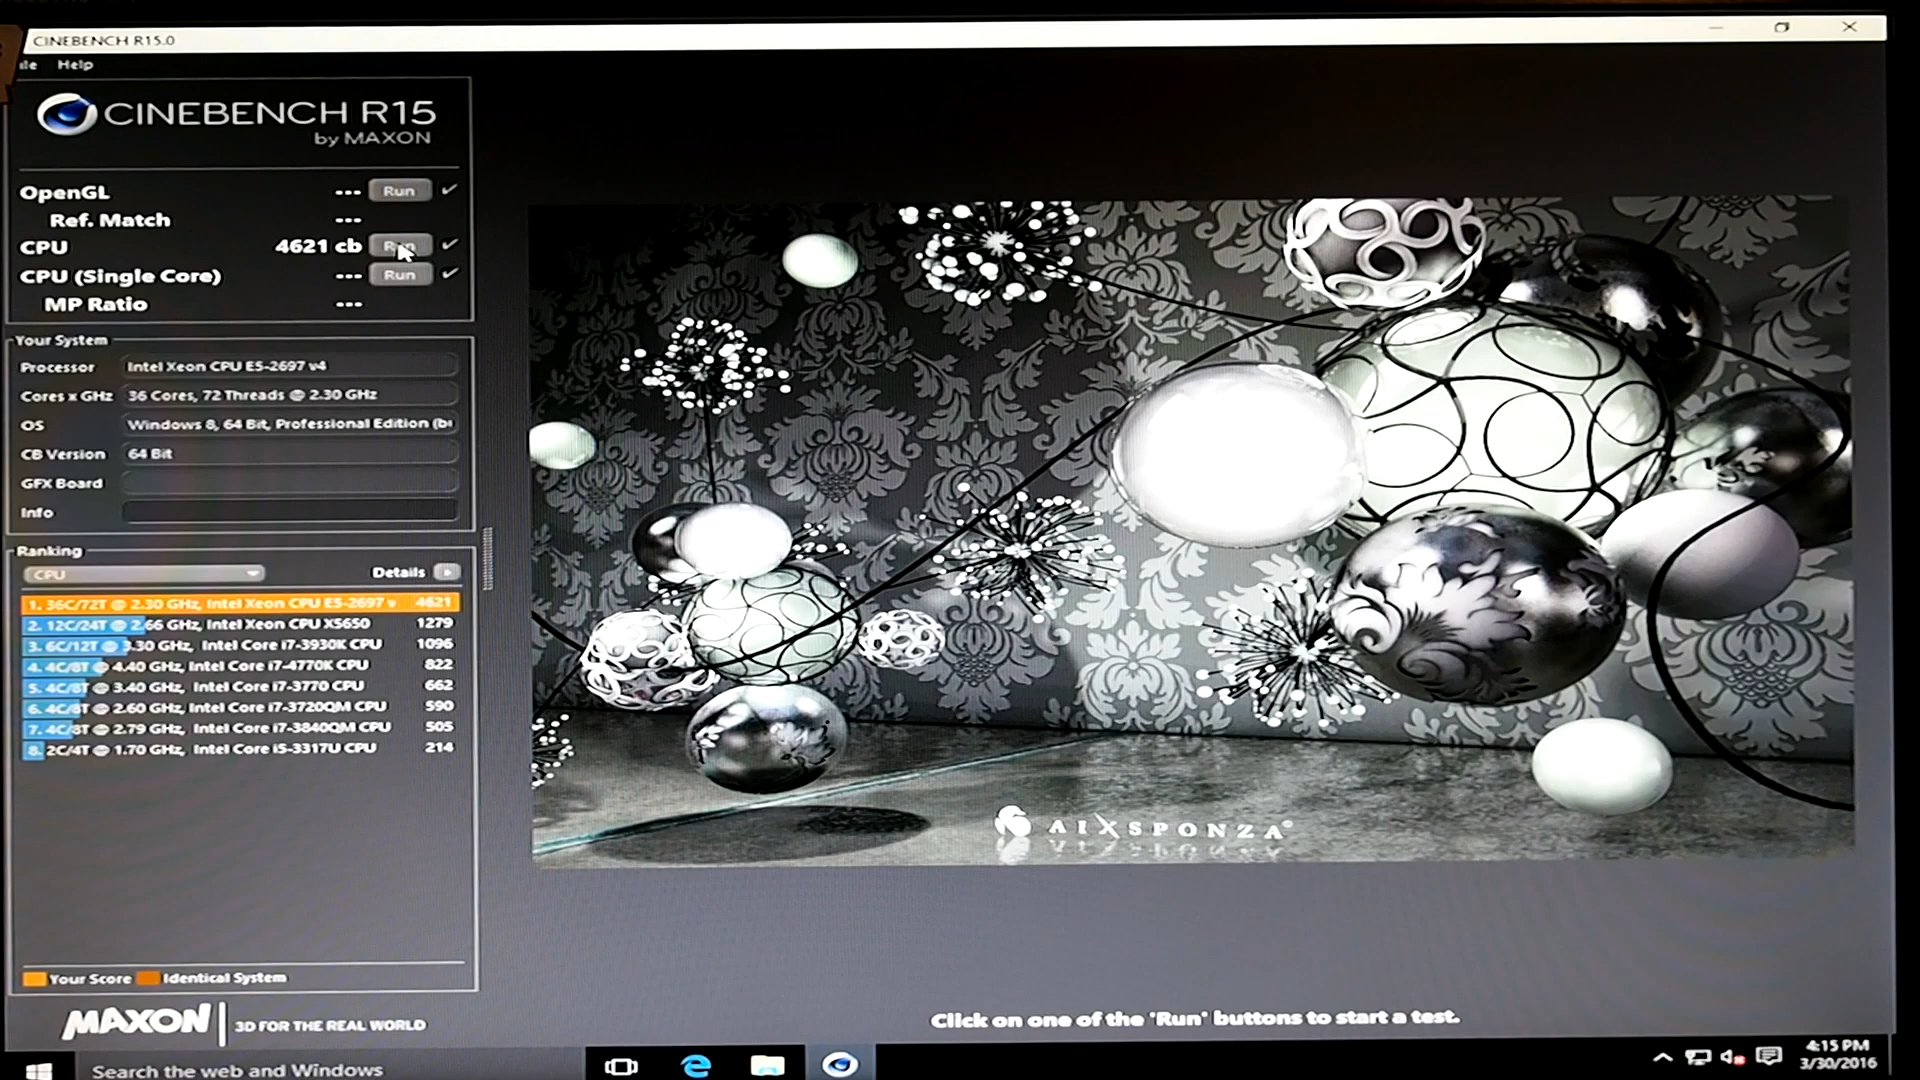 CINEBENCH R15.0
ile Help
CINEBENCH R15
by MAXON
OpenGL --- Run
Ref. Match ---
CPU 4621 cb Run
CPU (Single Core) --- Run
MP Ratio ---
Your System
Processor Intel Xeon CPU E5-2697 v4
Cores x GHz 36 Cores, 72 Threads @ 2.30 GHz
OS Windows 8, 64 Bit, Professional Edition (b
CB Version 64 Bit
GFX Board
Info
Ranking
CPU Details
1. 36C/72T @ 2.30 GHz, Intel Xeon CPU E5-2697 v 4621
2. 12C/24T @ 2.66 GHz, Intel Xeon CPU X5650 1279
3. 6C/12T @ 3.30 GHz, Intel Core i7-3930K CPU 1096
4. 4C/8T @ 4.40 GHz, Intel Core i7-4770K CPU 822
5. 4C/8T @ 3.40 GHz, Intel Core i7-3770 CPU 662
6. 4C/8T @ 2.60 GHz, Intel Core i7-3720QM CPU 590
7. 4C/8T @ 2.79 GHz, Intel Core i7-3840QM CPU 505
8. 2C/4T @ 1.70 GHz, Intel Core i5-3317U CPU 214
Your Score Identical System
MAXON 3D FOR THE REAL WORLD
AIXSPONZA©
Click on one of the 'Run' buttons to start a test.
Search the web and Windows
4:15 PM
3/30/2016